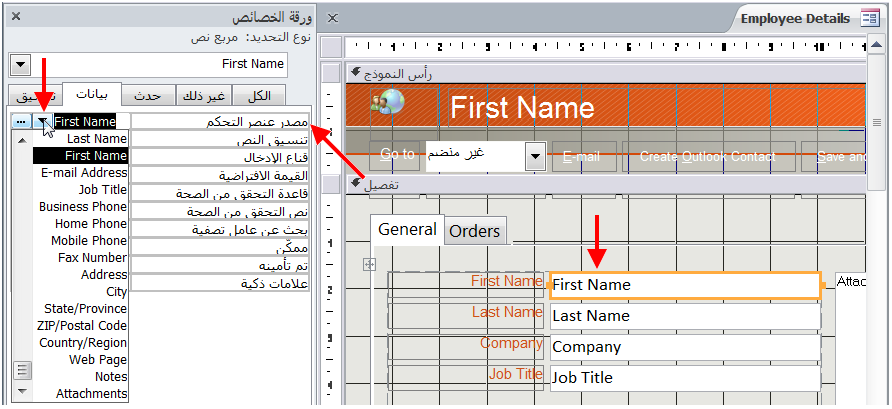 ورقة الخصائص
نوع التحديد: مربع نص
First Name
الكل
غير ذلك
حدث
بيانات
مصدر عنصر التحكم
First Name
تنسيق النص
قناع الإدخال
القيمة الافتراضية
قاعدة التحقق من الصحة
نص التحقق من الصحة
بحث عن عامل تصفية
ممكّن
تم تأمينه
علامات ذكية
Last Name
First Name
E-mail Address
Job Title
Business Phone
Home Phone
Mobile Phone
Fax Number
Address
City
State/Province
ZIP/Postal Code
Country/Region
Web Page
Notes
Attachments
Employee Details
رأس النموذج
First Name
Go to
غير منضم
E-mail
Create Outlook Contact
Save and
تفصيل
General
Orders
First Name
First Name
Last Name
Last Name
Company
Company
Job Title
Job Title